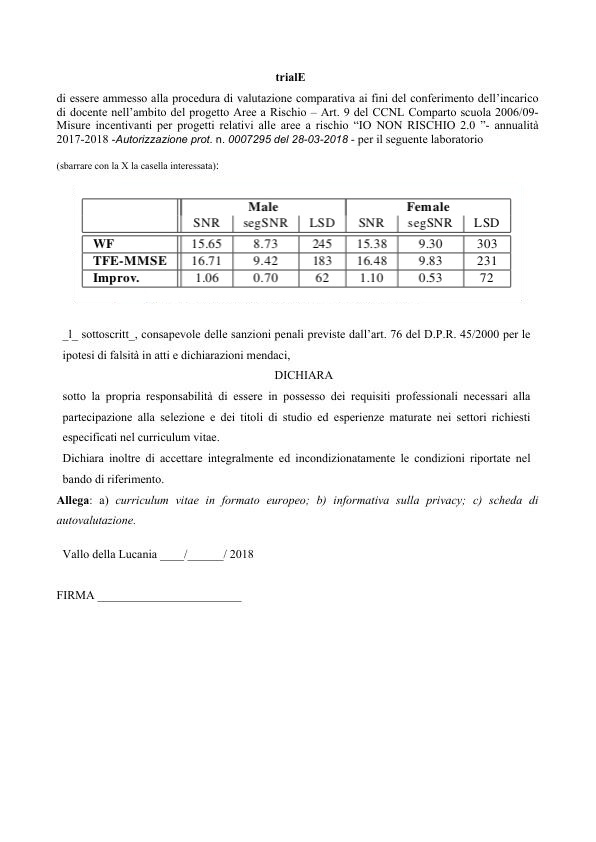 trialE
di essere ammesso alla procedura di valutazione comparativa ai fini del conferimento dell’incarico
di docente nell’ambito del progetto Aree a Rischio – Art. 9 del CCNL Comparto scuola 2006/09-
Misure incentivanti per progetti relativi alle aree a rischio “IO NON RISCHIO 2.0 ”- annualità
2017-2018 -Autorizzazione prot. n. 0007295 del 28-03-2018 - per il seguente laboratorio
(sbarrare con la X la casella interessata):
Male Female
SNR segSNR LSD SNR segSNR LSD
WF 15.65 8.73 245 15.38 9.30 303
TFE-MMSE 16.71 9.42 183 16.48 9.83 231
Improv. 1.06 0.70 62 1.10 0.53 72
_l_ sottoscritt_, consapevole delle sanzioni penali previste dall’art. 76 del D.P.R. 45/2000 per le
ipotesi di falsità in atti e dichiarazioni mendaci,
DICHIARA
sotto la propria responsabilità di essere in possesso dei requisiti professionali necessari alla
partecipazione alla selezione e dei titoli di studio ed esperienze maturate nei settori richiesti
especificati nel curriculum vitae.
Dichiara inoltre di accettare integralmente ed incondizionatamente le condizioni riportate nel
bando di riferimento.
Allega: a) curriculum vitae in formato europeo; b) informativa sulla privacy; c) scheda di
autovalutazione.
Vallo della Lucania ____/______/ 2018
FIRMA ________________________